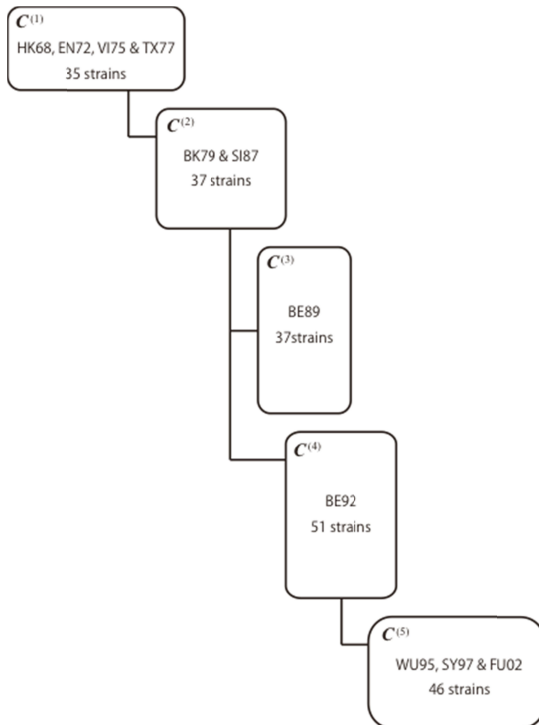 C(1)
HK68, EN72, VI75 & TX77
35 strains
C(2)
BK79 & SI87
37 strains
C(3)
BE89
37strains
C(4)
BE92
51 strains
C(5)
WU95, SY97 & FU02
46 strains